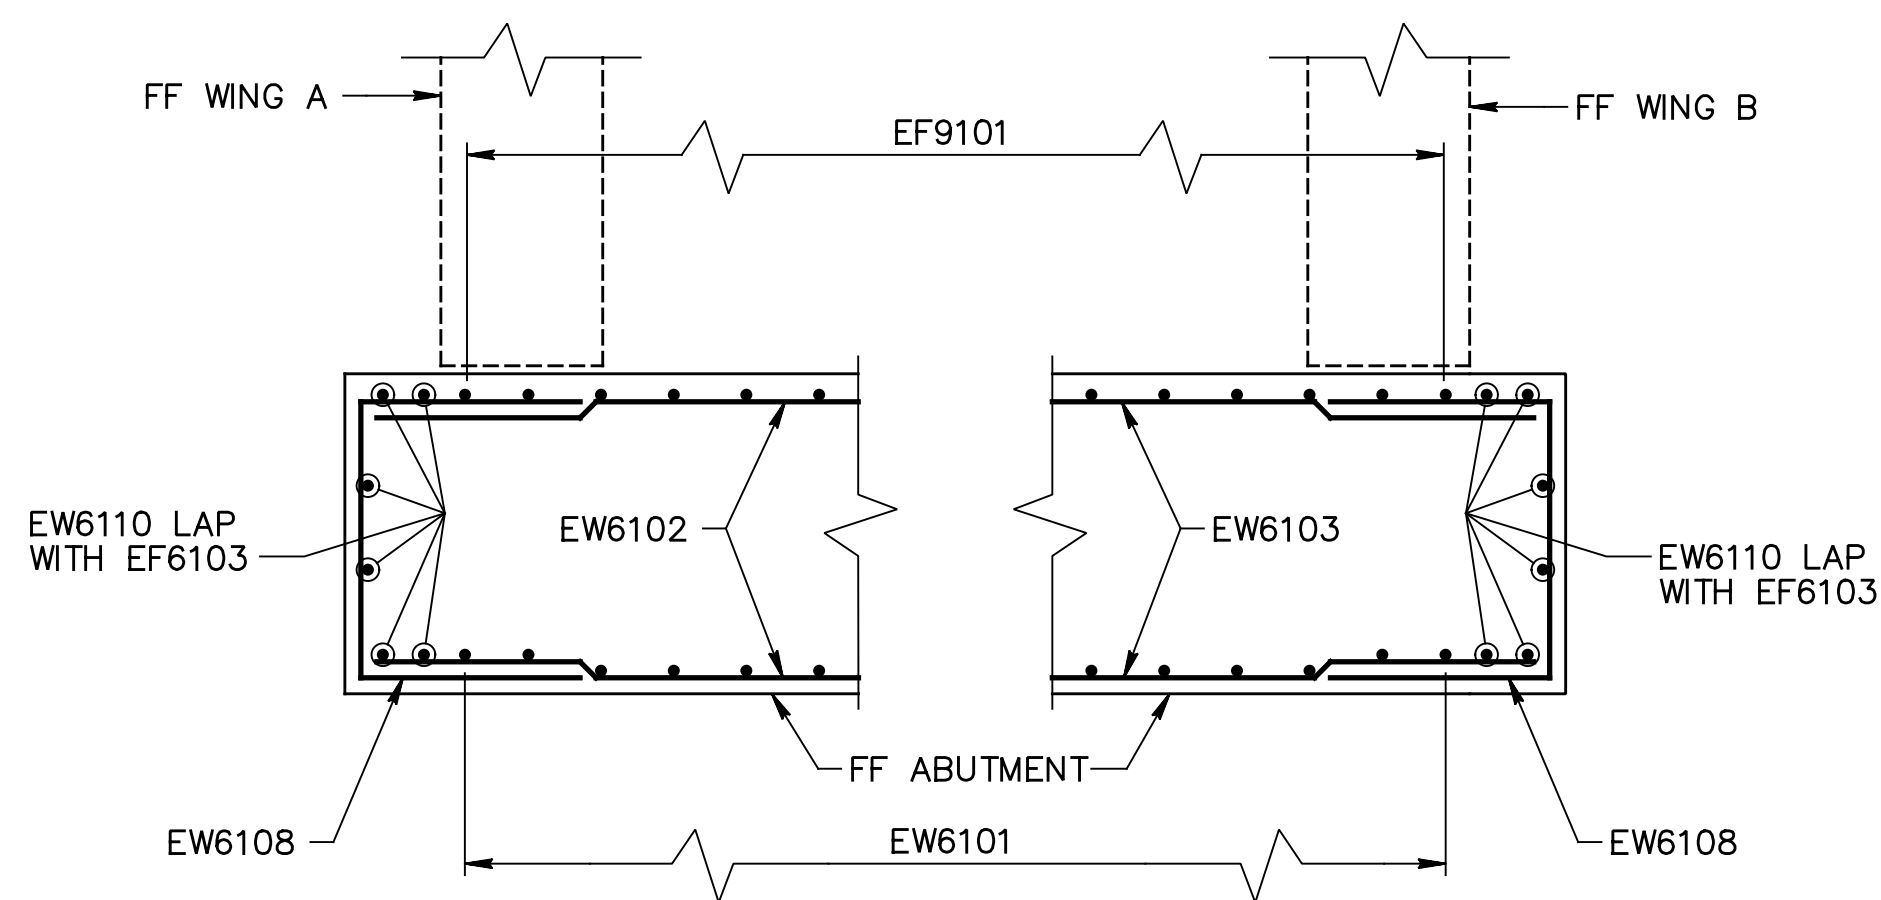 FF WING A
FF WING B
EF9101
EW6110 LAP
WITH EF6103
EW6102
EW6103
EW6110 LAP
WITH EF6103
FF ABUTMENT
EW6108
EW6101
EW6108